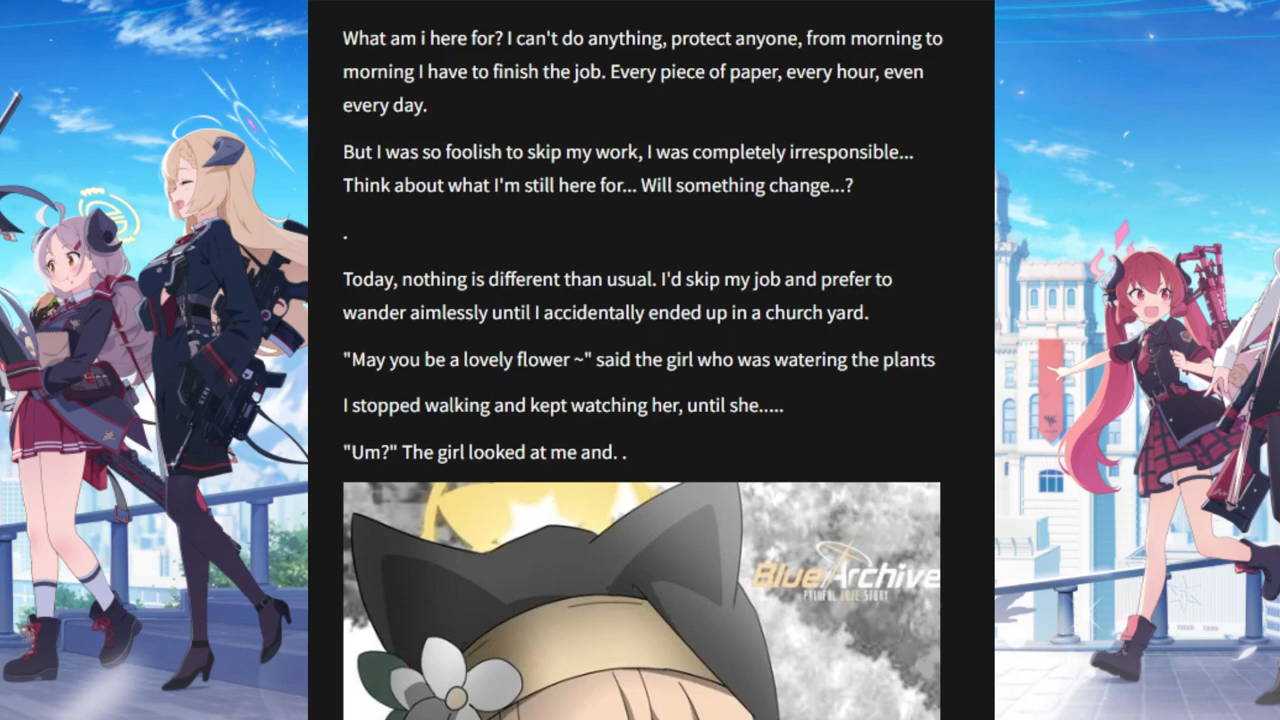 What am i here for? I can't do anything, protect anyone, from morning to
morning I have to finish the job. Every piece of paper, every hour, even
every day.
But I was so foolish to skip my work, I was completely irresponsible...
Think about what I'm still here for... Will something change...?
.
Today, nothing is different than usual. I'd skip my job and prefer to
wander aimlessly until I accidentally ended up in a church yard.
"May you be a lovely flower ~" said the girl who was watering the plants
I stopped walking and kept watching her, until she.....
"Um?" The girl looked at me and. .
Blue Archive
PAINFUL LOVE STORY